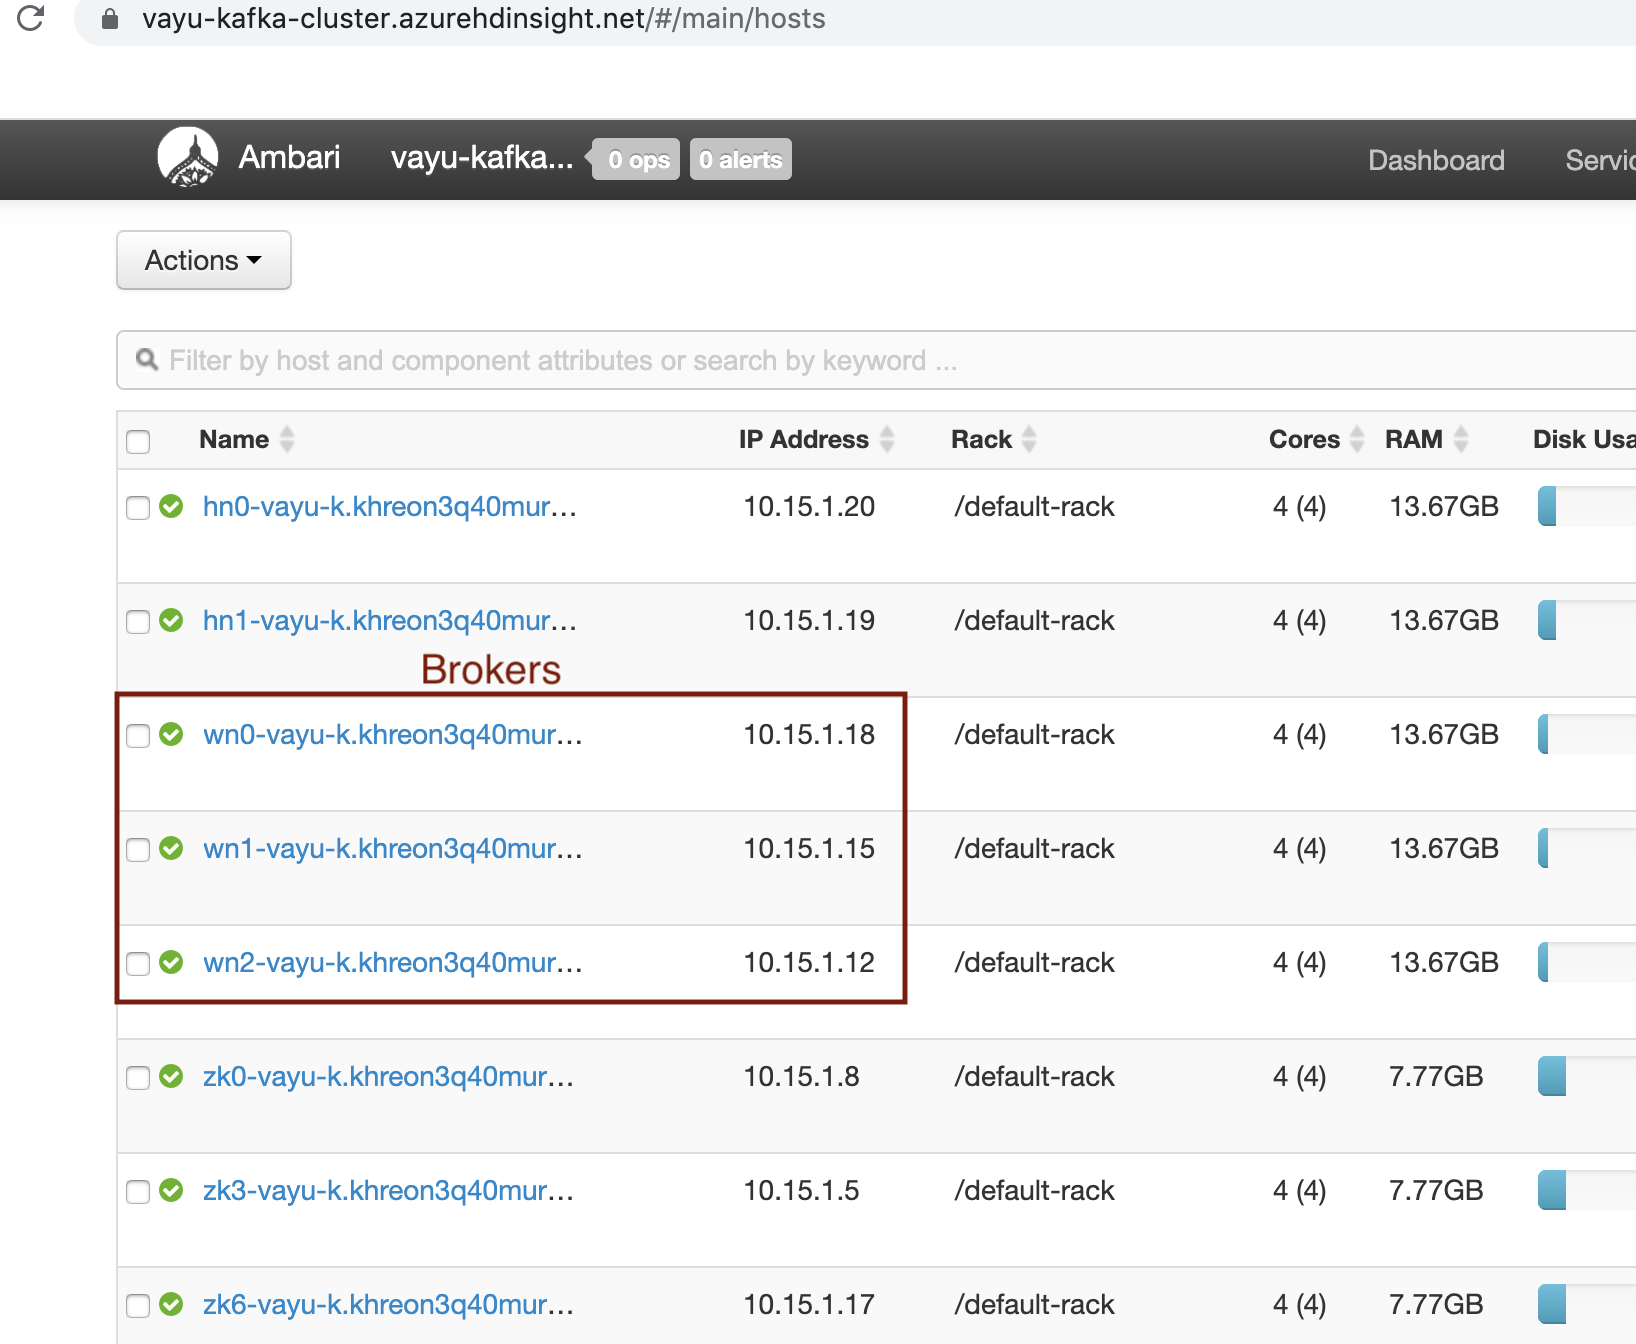 vayu-kafka-cluster.azurehdinsight.net/#/main/hosts
Ambari vayu-kafka... 0 ops 0 alerts Dashboard
Actions
Filter by host and component attributes or search by keyword ...
Name IP Address Rack Cores RAM Disk
hn0-vayu-k.khreon3q40mur... 10.15.1.20 /default-rack 4 (4) 13.67GB
hn1-vayu-k.khreon3q40mur... 10.15.1.19 /default-rack 4 (4) 13.67GB
Brokers
wn0-vayu-k.khreon3q40mur... 10.15.1.18 /default-rack 4 (4) 13.67GB
wn1-vayu-k.khreon3q40mur... 10.15.1.15 /default-rack 4 (4) 13.67GB
wn2-vayu-k.khreon3q40mur... 10.15.1.12 /default-rack 4 (4) 13.67GB
zk0-vayu-k.khreon3q40mur... 10.15.1.8 /default-rack 4 (4) 7.77GB
zk3-vayu-k.khreon3q40mur... 10.15.1.5 /default-rack 4 (4) 7.77GB
zk6-vayu-k.khreon3q40mur... 10.15.1.17 /default-rack 4 (4) 7.77GB